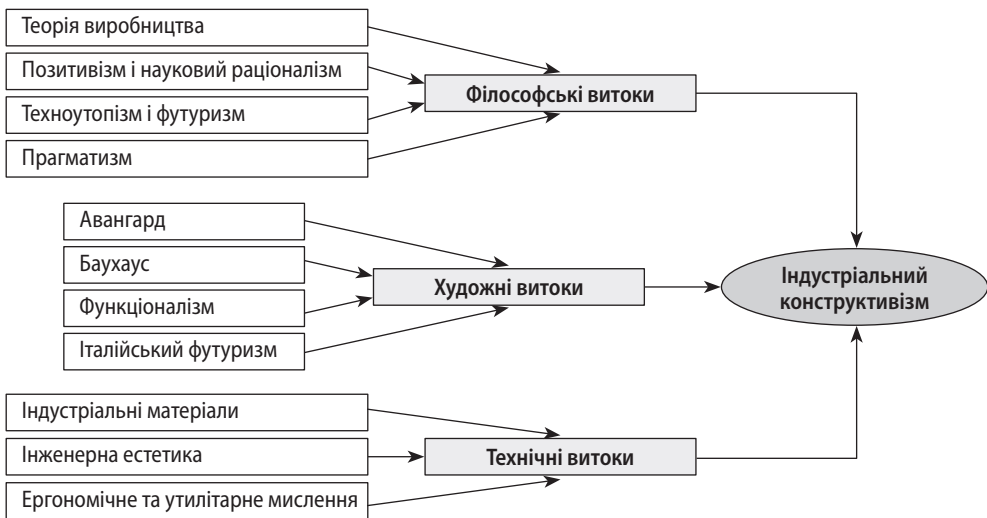 Теорія виробництва
Позитивізм і науковий раціоналізм
Техноутопізм і футуризм
Прагматизм
Філософські витоки
Авангард
Баухаус
Функціоналізм
Італійський футуризм
Художні витоки
Індустріальний
конструктивізм
Індустріальні матеріали
Інженерна естетика
Ергономічне та утилітарне мислення
Технічні витоки